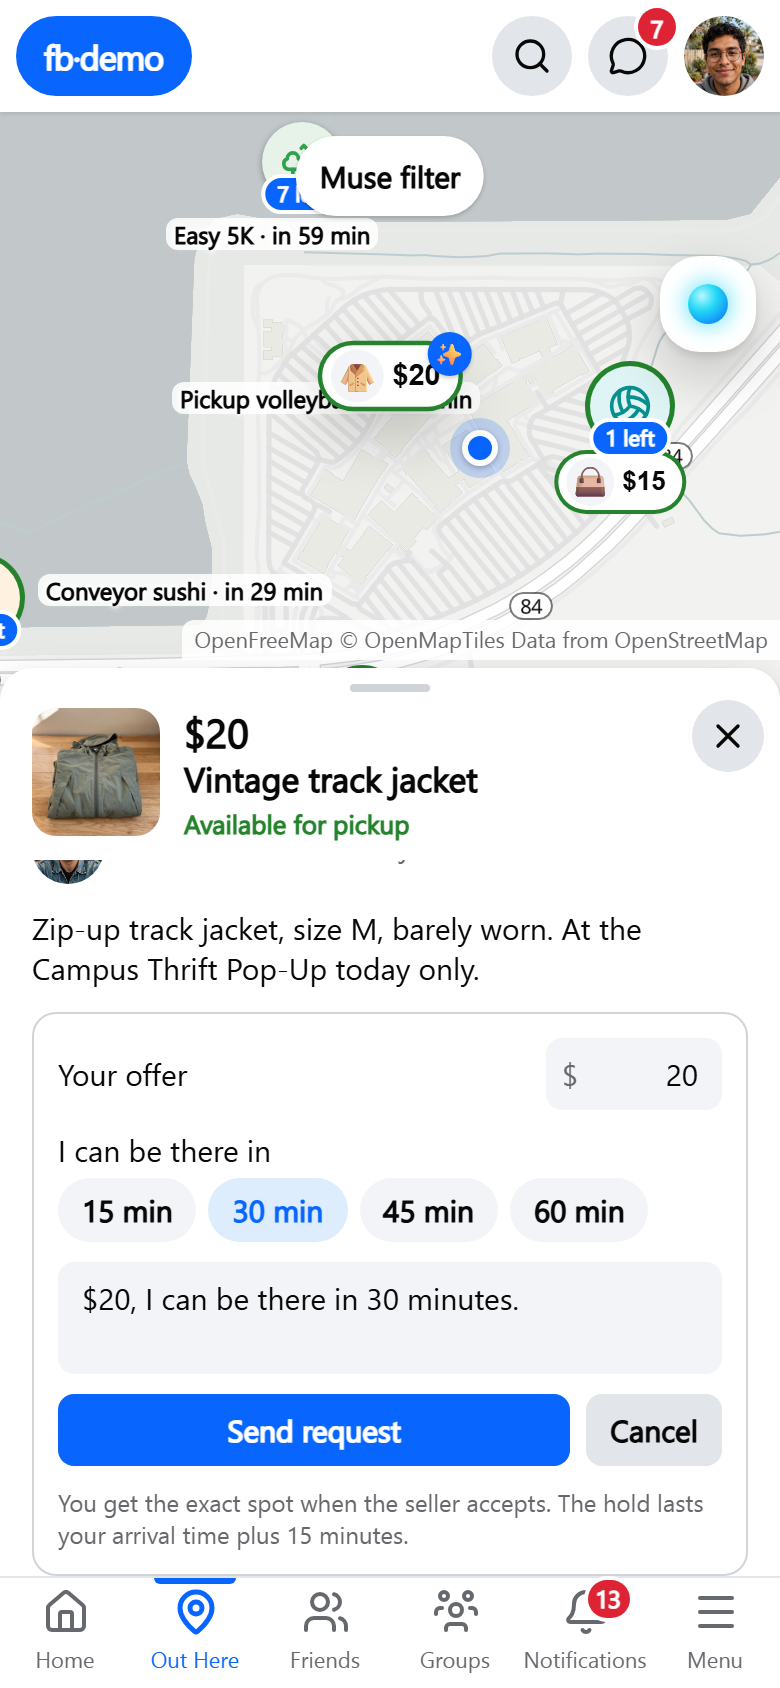 fb·demo
7
Muse filter
7
Easy 5K · in 59 min
$20
Pickup volleyb
in
1 left
$15
Conveyor sushi · in 29 min
84
OpenFreeMap © OpenMapTiles Data from OpenStreetMap
$20
Vintage track jacket
Available for pickup
Zip-up track jacket, size M, barely worn. At the
Campus Thrift Pop-Up today only.
Your offer
$ 20
I can be there in
15 min
30 min
45 min
60 min
$20, I can be there in 30 minutes.
Send request
Cancel
You get the exact spot when the seller accepts. The hold lasts
your arrival time plus 15 minutes.
13
Home
Out Here
Friends
Groups
Notifications
Menu